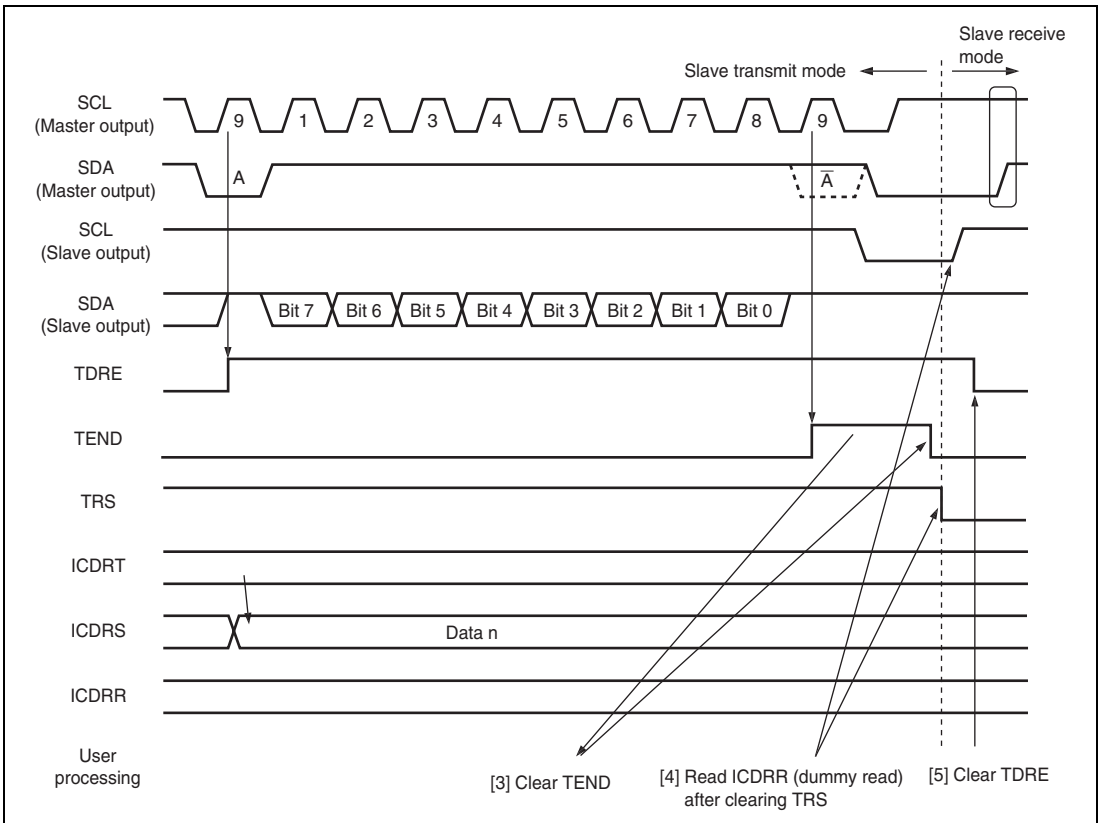 Slave receive
mode
Slave transmit mode
SCL
(Master output)
9 1 2 3 4 5 6 7 8 9
SDA
(Master output)
A A̅
SCL
(Slave output)
SDA
(Slave output)
Bit 7 Bit 6 Bit 5 Bit 4 Bit 3 Bit 2 Bit 1 Bit 0
TDRE
TEND
TRS
ICDRT
ICDRS
Data n
ICDRR
User
processing
[3] Clear TEND
[4] Read ICDRR (dummy read)
after clearing TRS
[5] Clear TDRE